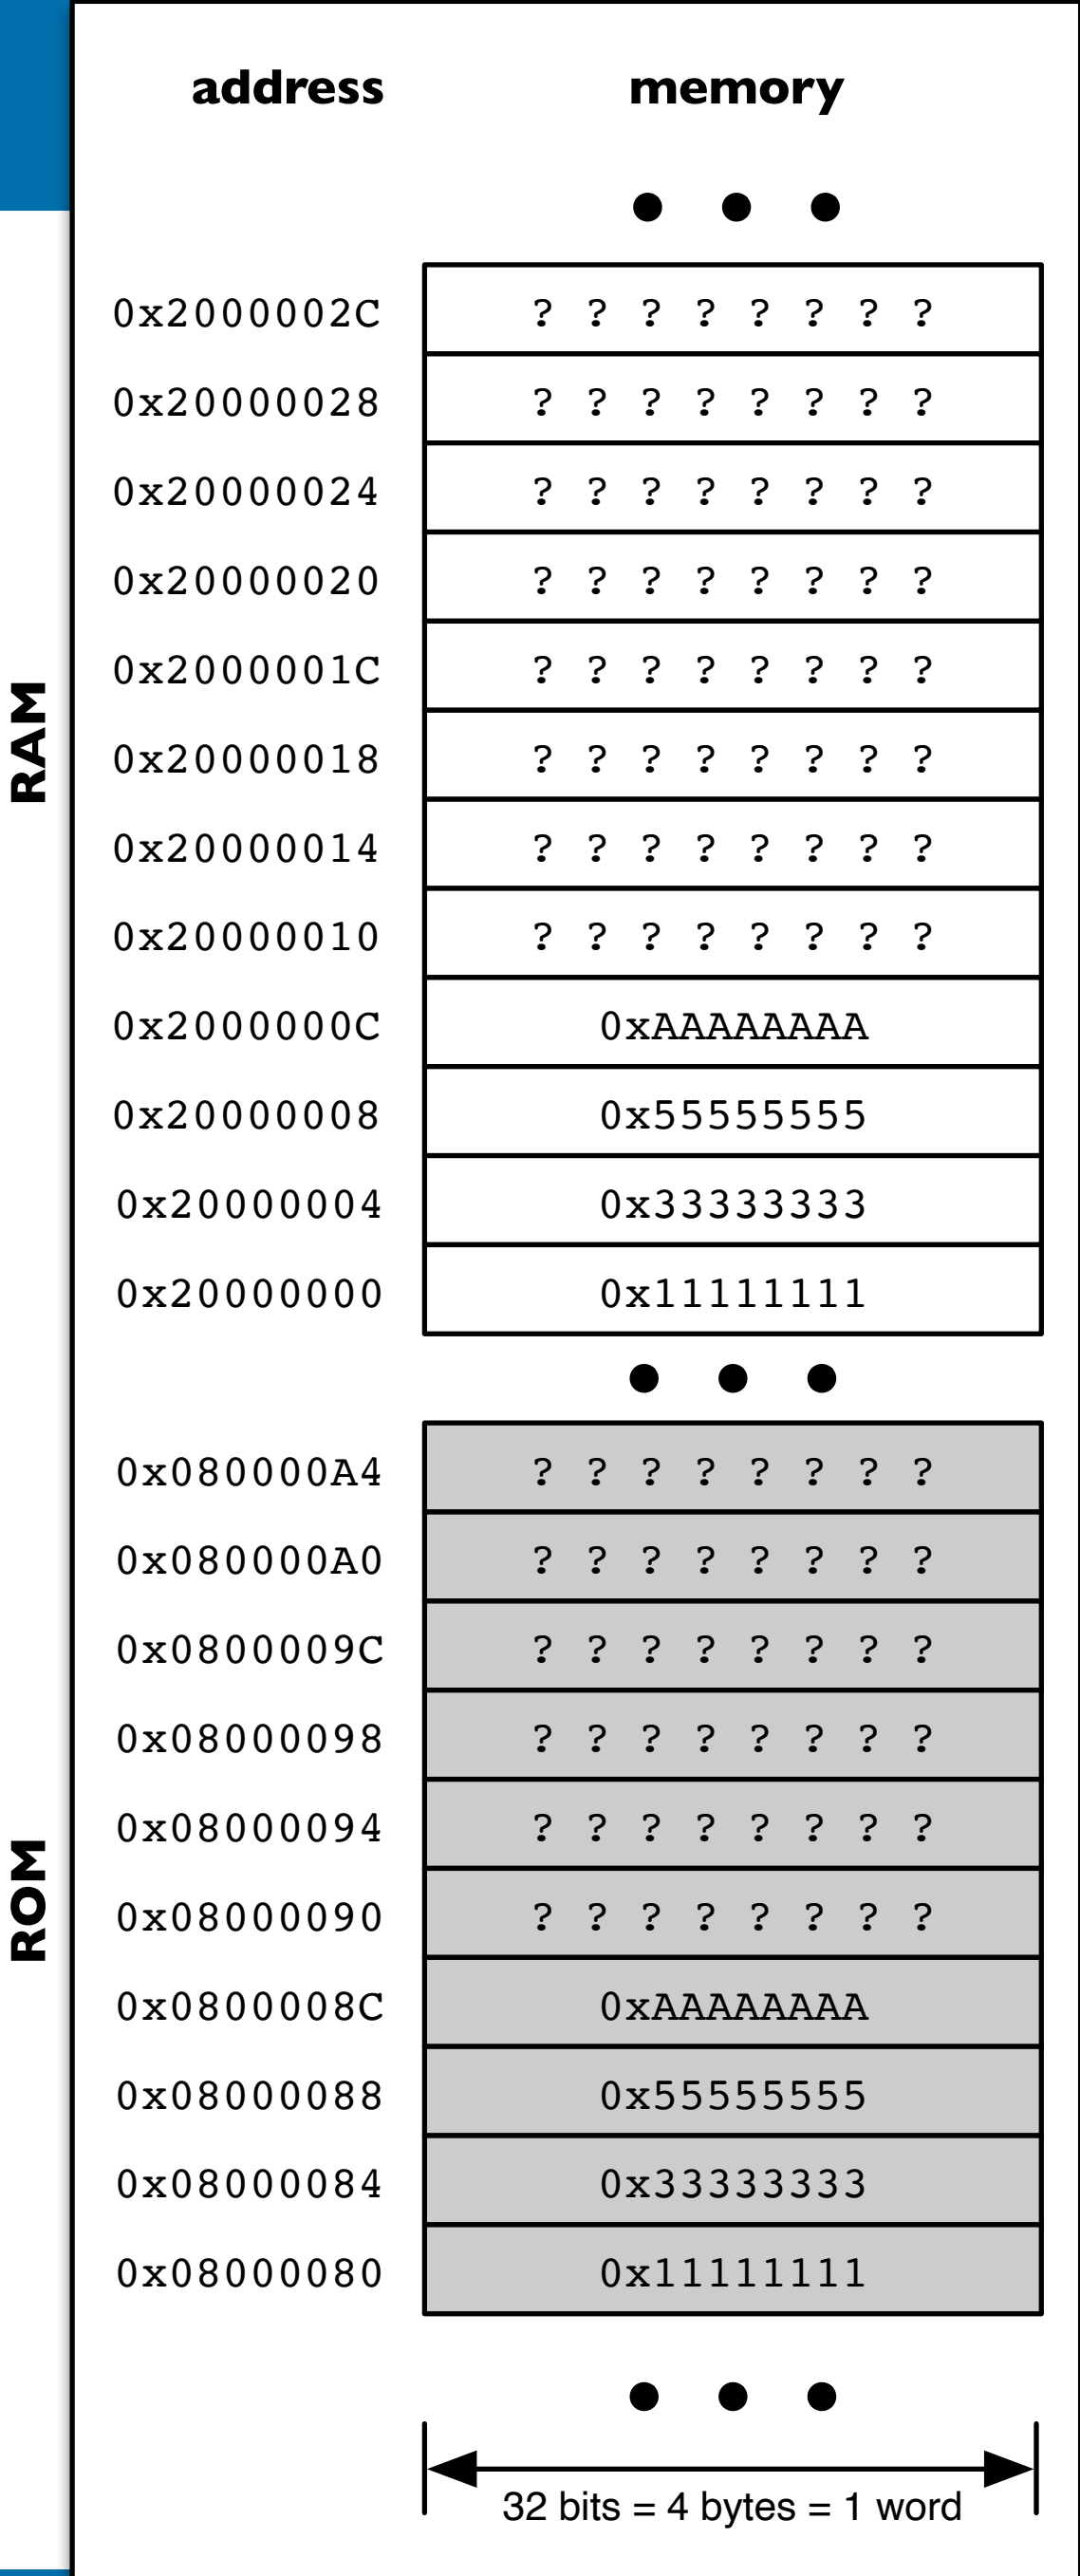 address memory
0x2000002C ? ? ? ? ? ? ? ?
0x20000028 ? ? ? ? ? ? ? ?
0x20000024 ? ? ? ? ? ? ? ?
0x20000020 ? ? ? ? ? ? ? ?
0x2000001C ? ? ? ? ? ? ? ?
0x20000018 ? ? ? ? ? ? ? ?
0x20000014 ? ? ? ? ? ? ? ?
0x20000010 ? ? ? ? ? ? ? ?
0x2000000C 0xAAAAAAAA
0x20000008 0x55555555
0x20000004 0x33333333
0x20000000 0x11111111
RAM
0x080000A4 ? ? ? ? ? ? ? ?
0x080000A0 ? ? ? ? ? ? ? ?
0x0800009C ? ? ? ? ? ? ? ?
0x08000098 ? ? ? ? ? ? ? ?
0x08000094 ? ? ? ? ? ? ? ?
0x08000090 ? ? ? ? ? ? ? ?
0x0800008C 0xAAAAAAAA
0x08000088 0x55555555
0x08000084 0x33333333
0x08000080 0x11111111
ROM
32 bits = 4 bytes = 1 word